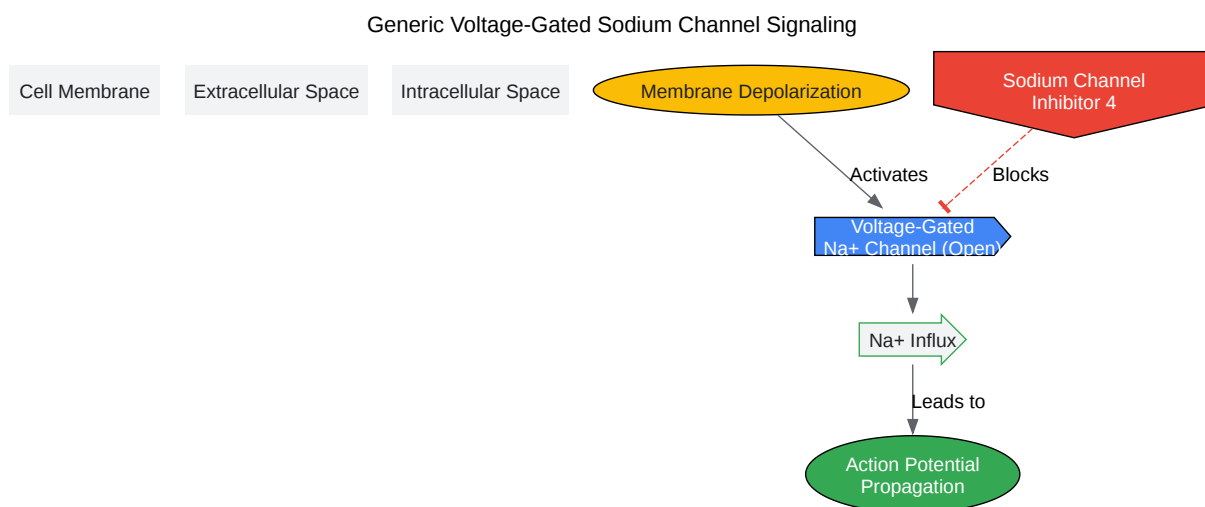 Generic Voltage-Gated Sodium Channel Signaling
Cell Membrane
Extracellular Space
Intracellular Space
Membrane Depolarization
Sodium Channel
Inhibitor 4
Activates
Blocks
Voltage-Gated
Na+ Channel (Open)
Na+ Influx
Leads to
Action Potential
Propagation